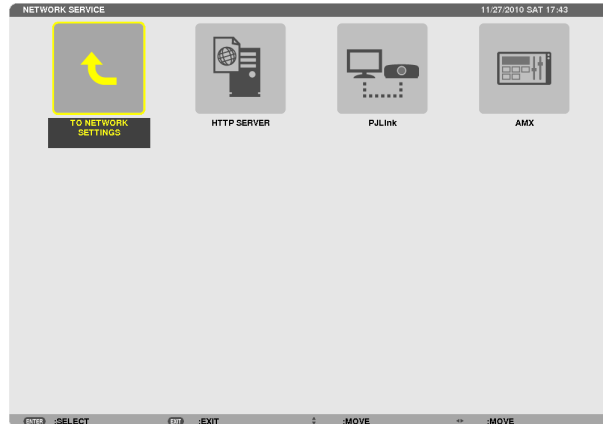 NETWORK SERVICE 11/27/2010 SAT 17:43
TO NETWORK SETTINGS
HTTP SERVER
PJLink
AMX
ENTER :SELECT EXIT :EXIT :MOVE :MOVE